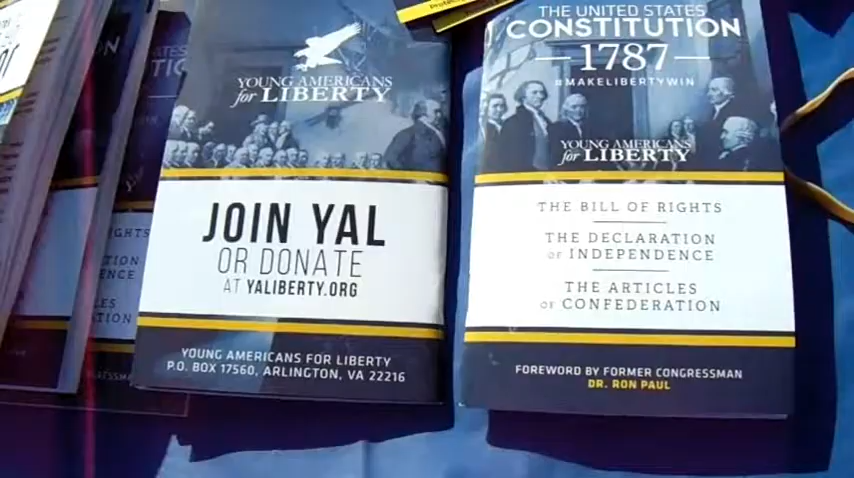 YOUNG AMERICANS
for LIBERTY
JOIN YAL
OR DONATE
AT YALIBERTY.ORG
YOUNG AMERICANS FOR LIBERTY
P.O. BOX 17560, ARLINGTON, VA 22216
THE UNITED STATES
CONSTITUTION
1787
#MAKELIBERTYWIN
YOUNG AMERICANS
for LIBERTY
THE BILL OF RIGHTS
THE DECLARATION
OF INDEPENDENCE
THE ARTICLES
OF CONFEDERATION
FOREWORD BY FORMER CONGRESSMAN
DR. RON PAUL